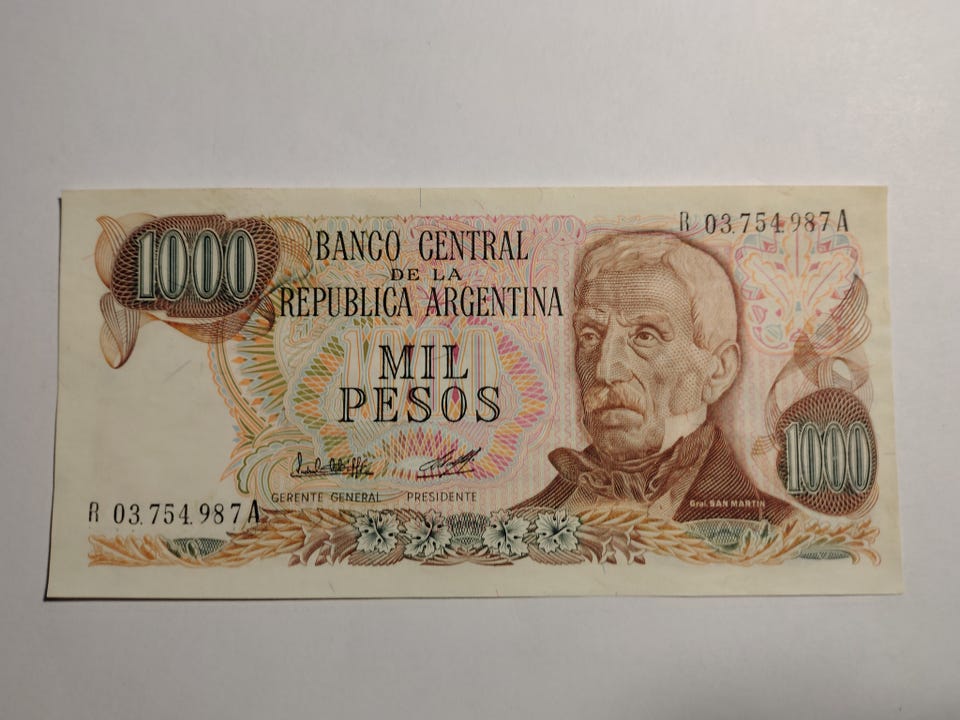 R 03.754.987 A
1000
BANCO CENTRAL
DE LA
REPUBLICA ARGENTINA
MIL
PESOS
1000
GERENTE GENERAL PRESIDENTE
Gral. SAN MARTIN
R 03.754.987 A